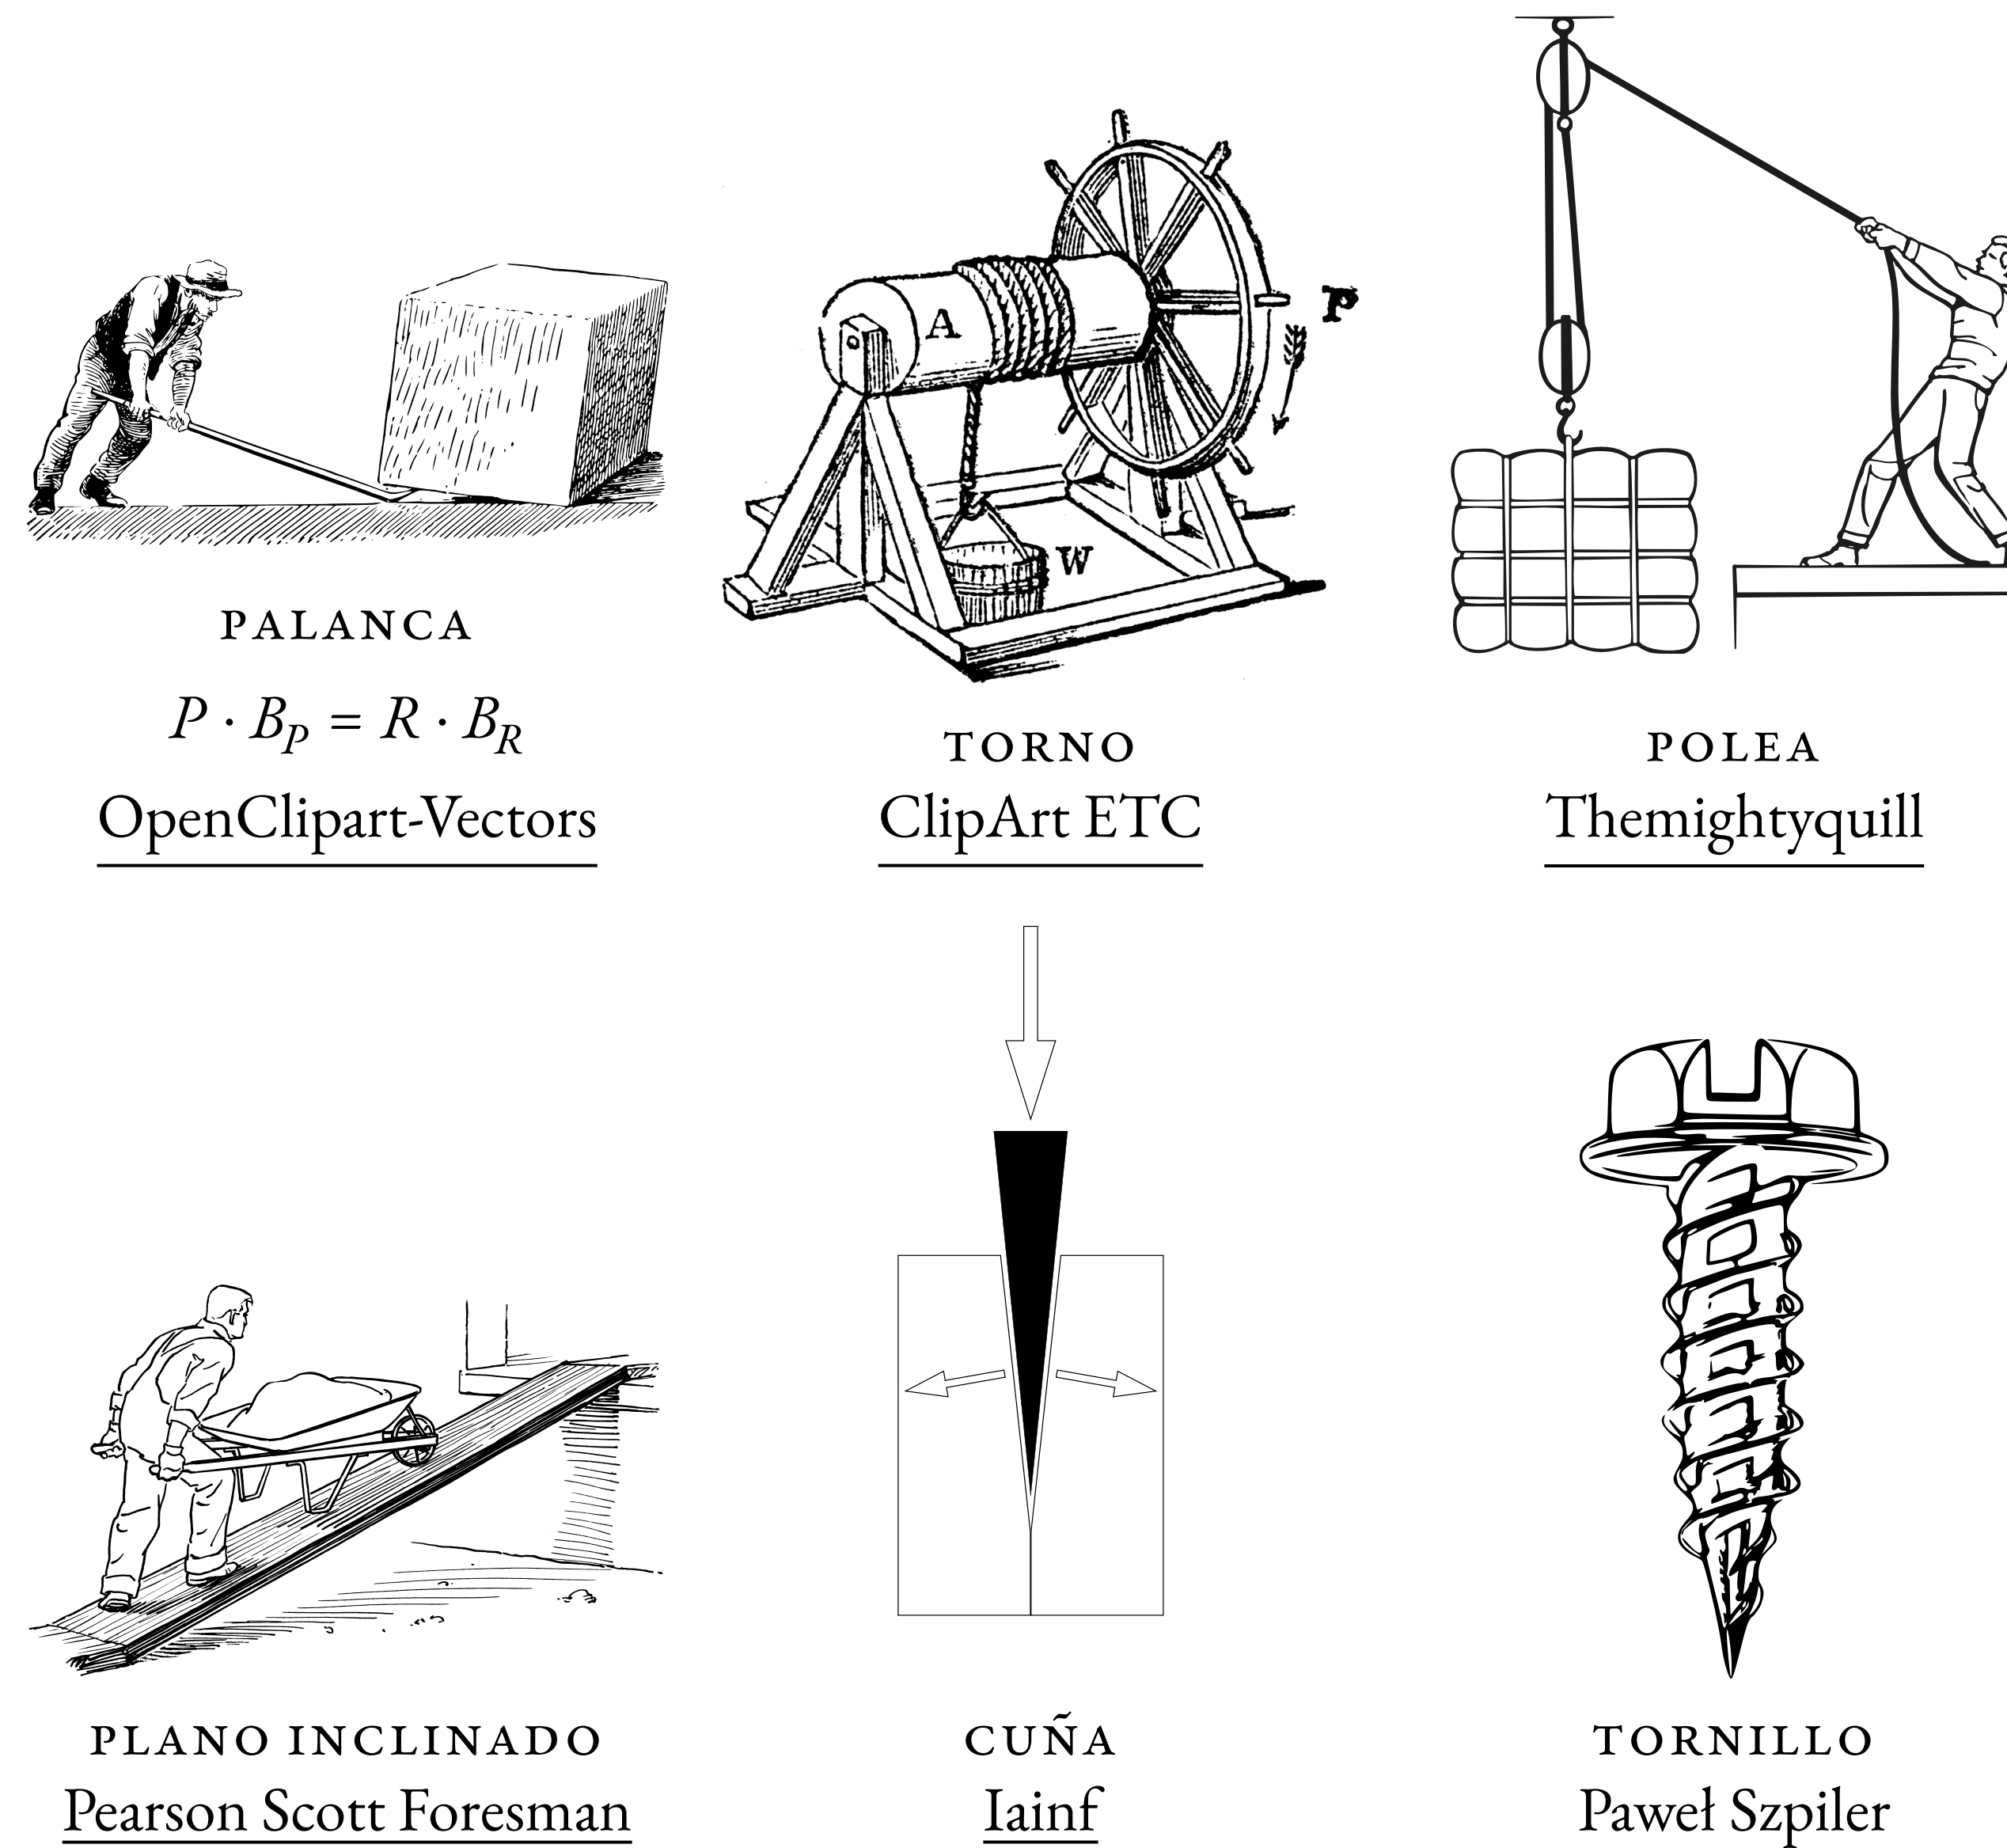 A
P
W
PALANCA
P · B_P = R · B_R
OpenClipart-Vectors
TORNO
ClipArt ETC
POLEA
Themightyquill
PLANO INCLINADO
Pearson Scott Foresman
CUÑA
Iainf
TORNILLO
Paweł Szpiler